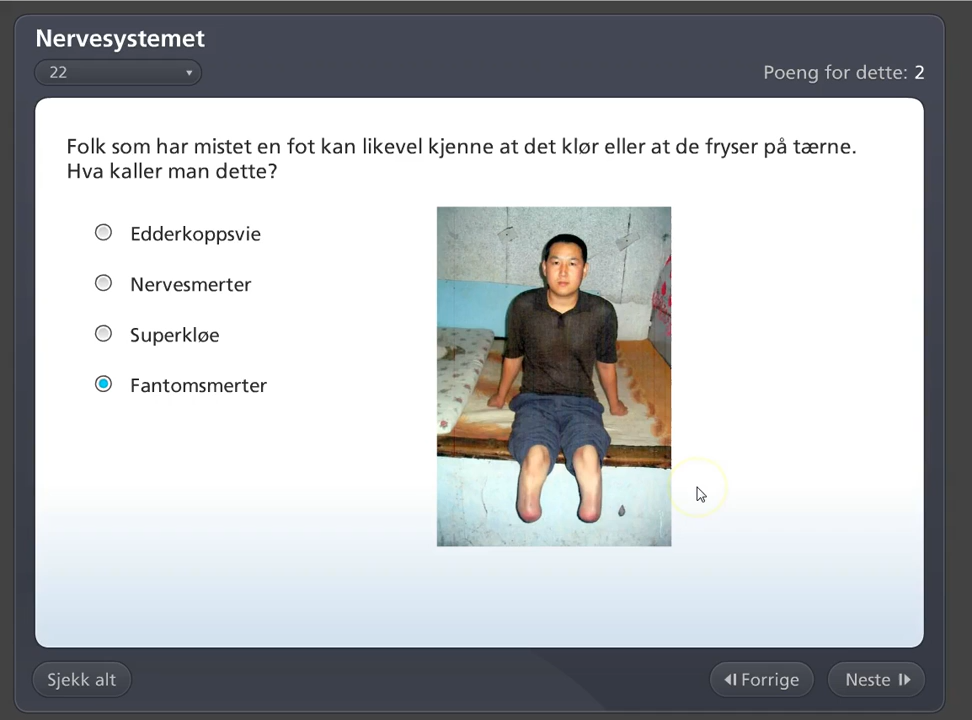 Nervesystemet
22
Poeng for dette: 2
Folk som har mistet en fot kan likevel kjenne at det klør eller at de fryser på tærne.
Hva kaller man dette?
Edderkoppsvie
Nervesmerter
Superkløe
Fantomsmerter
Sjekk alt
Forrige
Neste